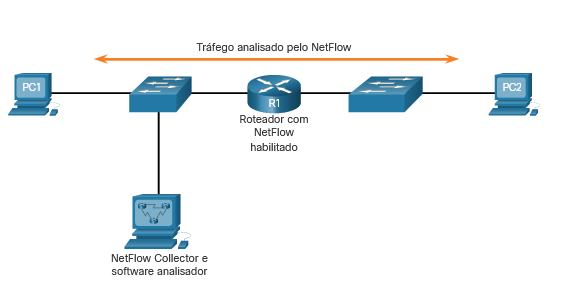 Tráfego analisado pelo NetFlow
PC1
R1
PC2
Roteador com
NetFlow
habilitado
NetFlow Collector e
software analisador